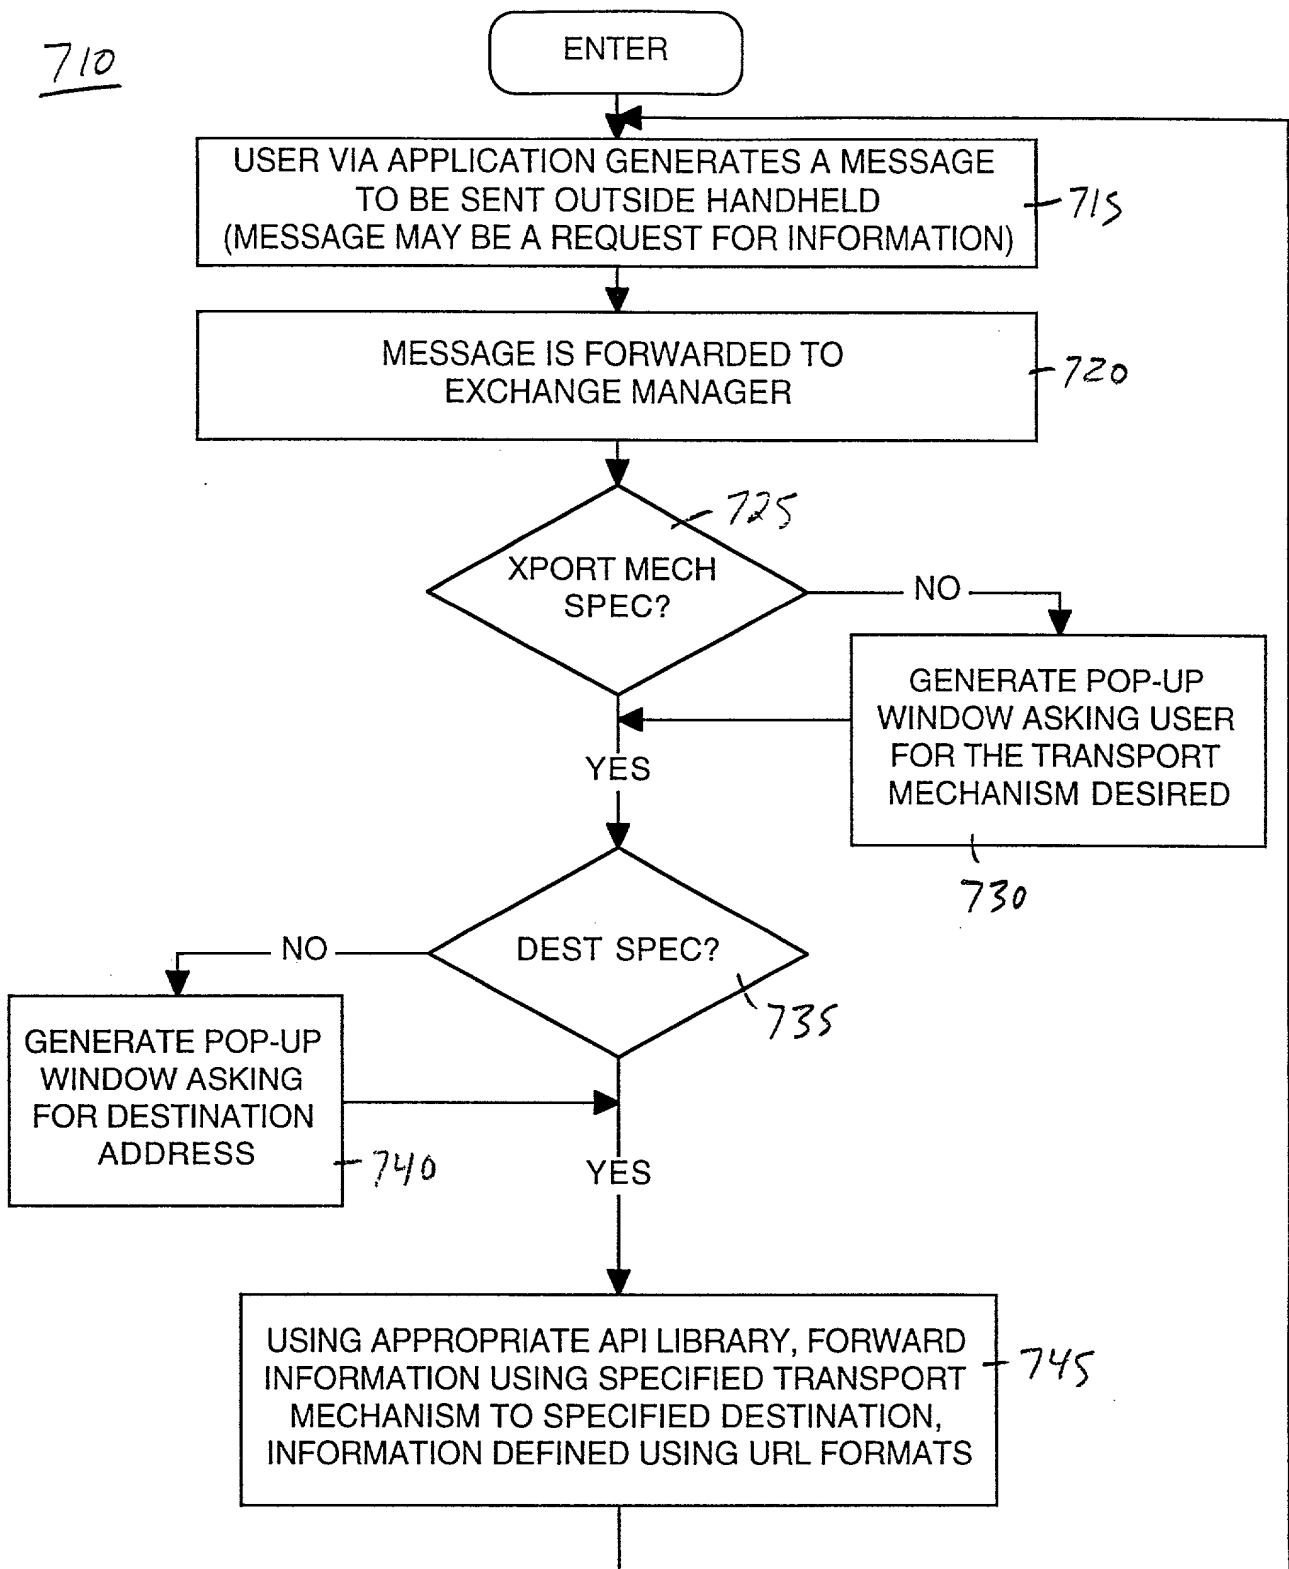 710
ENTER
USER VIA APPLICATION GENERATES A MESSAGE
TO BE SENT OUTSIDE HANDHELD
(MESSAGE MAY BE A REQUEST FOR INFORMATION)
715
MESSAGE IS FORWARDED TO
EXCHANGE MANAGER
720
725
XPORT MECH
SPEC?
NO
GENERATE POP-UP
WINDOW ASKING USER
FOR THE TRANSPORT
MECHANISM DESIRED
730
YES
DEST SPEC?
735
NO
GENERATE POP-UP
WINDOW ASKING
FOR DESTINATION
ADDRESS
740
YES
USING APPROPRIATE API LIBRARY, FORWARD
INFORMATION USING SPECIFIED TRANSPORT
MECHANISM TO SPECIFIED DESTINATION,
INFORMATION DEFINED USING URL FORMATS
745